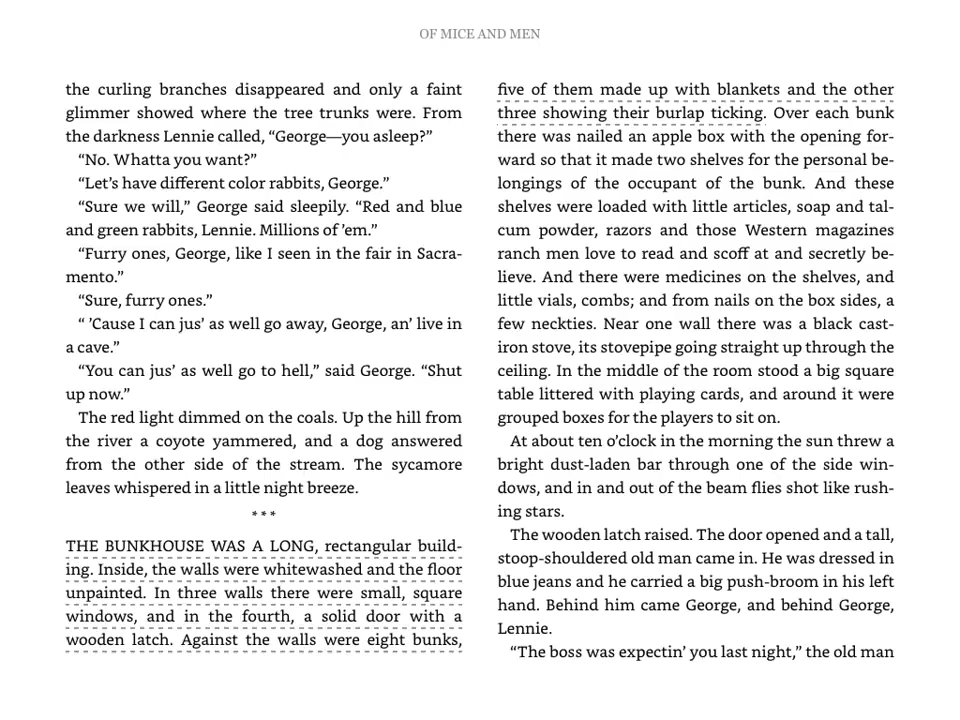 OF MICE AND MEN
the curling branches disappeared and only a faint
glimmer showed where the tree trunks were. From
the darkness Lennie called, “George—you asleep?”
“No. Whatta you want?”
“Let’s have different color rabbits, George.”
“Sure we will,” George said sleepily. “Red and blue
and green rabbits, Lennie. Millions of ’em.”
“Furry ones, George, like I seen in the fair in Sacra-
mento.”
“Sure, furry ones.”
“ ’Cause I can jus’ as well go away, George, an’ live in
a cave.”
“You can jus’ as well go to hell,” said George. “Shut
up now.”
The red light dimmed on the coals. Up the hill from
the river a coyote yammered, and a dog answered
from the other side of the stream. The sycamore
leaves whispered in a little night breeze.
***
THE BUNKHOUSE WAS A LONG, rectangular build-
ing. Inside, the walls were whitewashed and the floor
unpainted. In three walls there were small, square
windows, and in the fourth, a solid door with a
wooden latch. Against the walls were eight bunks,
five of them made up with blankets and the other
three showing their burlap ticking. Over each bunk
there was nailed an apple box with the opening for-
ward so that it made two shelves for the personal be-
longings of the occupant of the bunk. And these
shelves were loaded with little articles, soap and tal-
cum powder, razors and those Western magazines
ranch men love to read and scoff at and secretly be-
lieve. And there were medicines on the shelves, and
little vials, combs; and from nails on the box sides, a
few neckties. Near one wall there was a black cast-
iron stove, its stovepipe going straight up through the
ceiling. In the middle of the room stood a big square
table littered with playing cards, and around it were
grouped boxes for the players to sit on.
At about ten o’clock in the morning the sun threw a
bright dust-laden bar through one of the side win-
dows, and in and out of the beam flies shot like rush-
ing stars.
The wooden latch raised. The door opened and a tall,
stoop-shouldered old man came in. He was dressed in
blue jeans and he carried a big push-broom in his left
hand. Behind him came George, and behind George,
Lennie.
“The boss was expectin’ you last night,” the old man